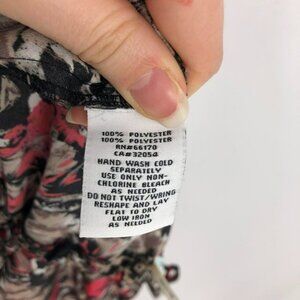 100% POLYESTER
100% POLYESTER
RN#66170
CA#32054
HAND WASH COLD
SEPARATELY
USE ONLY NON-
CHLORINE BLEACH
AS NEEDED
DO NOT TWIST/WRING
RESHAPE AND LAY
FLAT TO DRY
LOW IRON
AS NEEDED